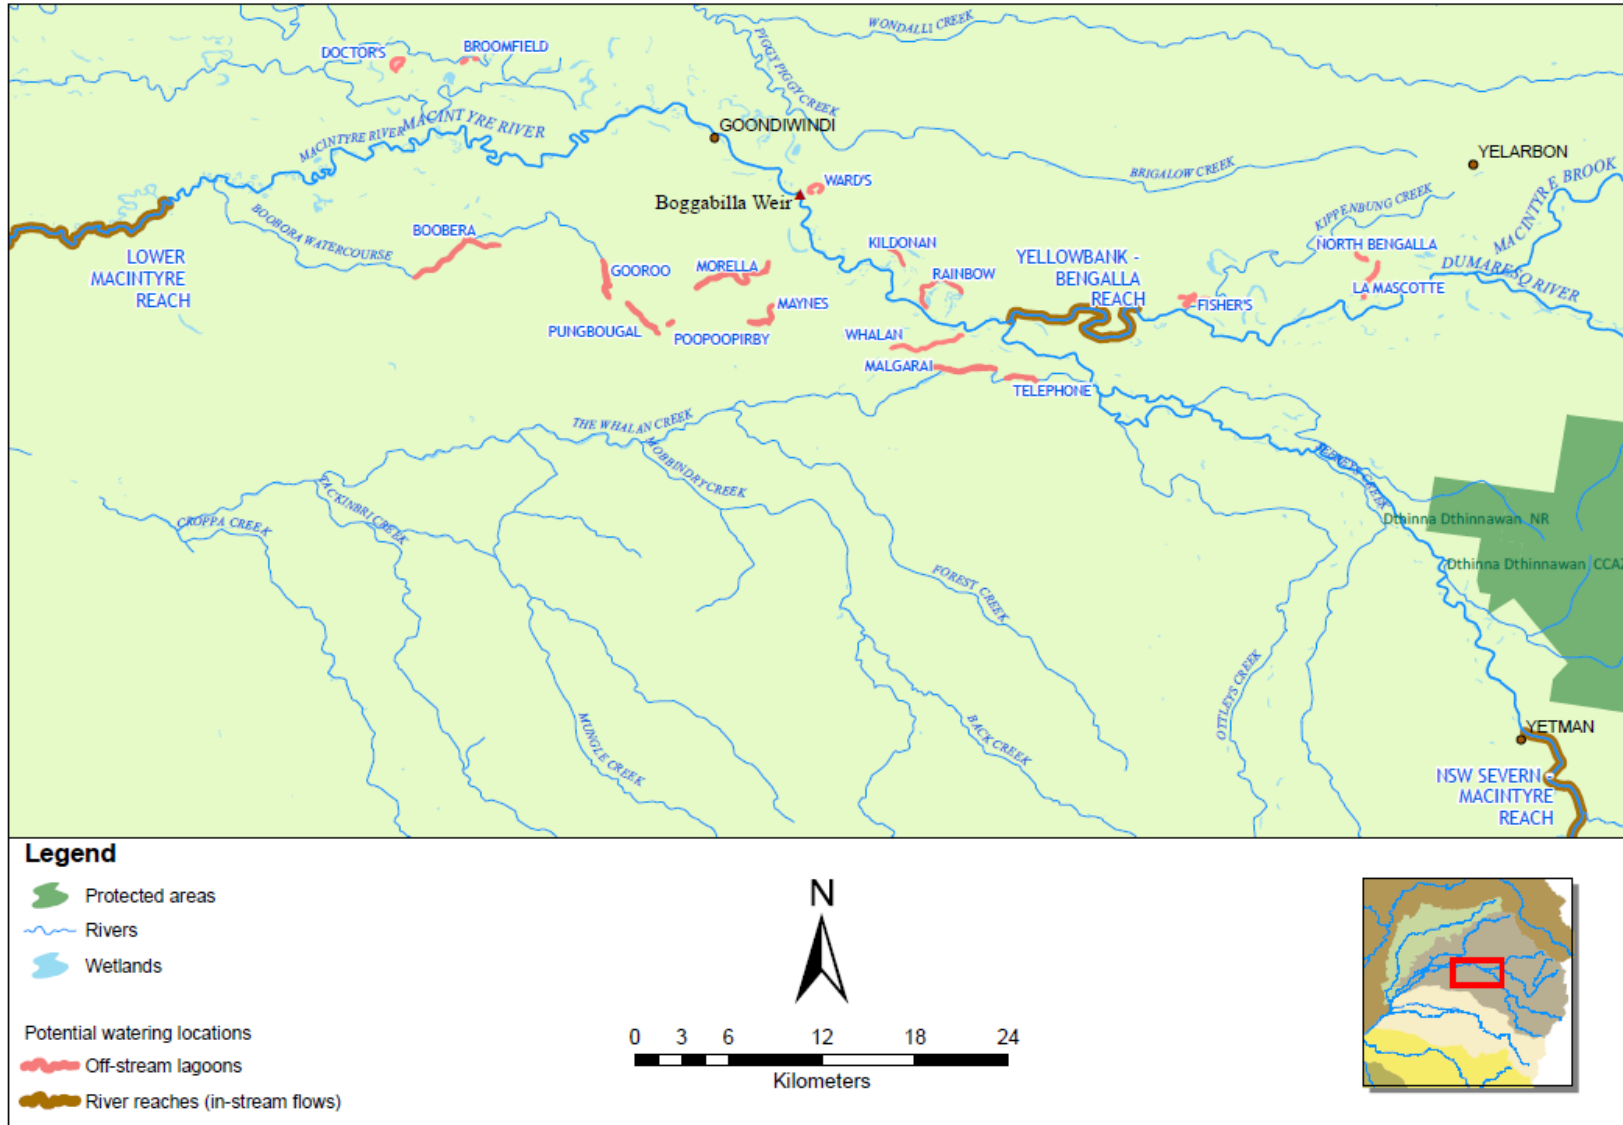 WONDALLI CREEK
DOCTOR'S
BROOMFIELD
PIGGY PIGGY CREEK
MACINTYRE RIVER
MACINTYRE RIVER
GOONDIWINDI
YELARBON
BRIGALOW CREEK
MACINTYRE BROOK
WARD'S
Boggabilla Weir
KIPPENBUNG CREEK
BOOBORA WATERCOURSE
BOOBERA
KILDONAN
NORTH BENGALLA
LOWER
MACINTYRE
REACH
GOOROO
MORELLA
RAINBOW
YELLOWBANK -
BENGALLA
REACH
DUMARESQ RIVER
LA MASCOTTE
FISHER'S
MAYNES
PUNGBOUGAL
POOPOOPIRBY
WHALAN
MALGARAI
TELEPHONE
THE WHALAN CREEK
MOBBINDRY CREEK
TACKINBRI CREEK
CROPPA CREEK
Dthinna Dthinnawan NR
Dthinna Dthinnawan CCAZ
FOREST CREEK
OTTLEYS CREEK
MUNGLE CREEK
BACK CREEK
YETMAN
NSW SEVERN -
MACINTYRE
REACH
Legend
Protected areas
Rivers
Wetlands
Potential watering locations
Off-stream lagoons
River reaches (in-stream flows)
N
0 3 6 12 18 24
Kilometers